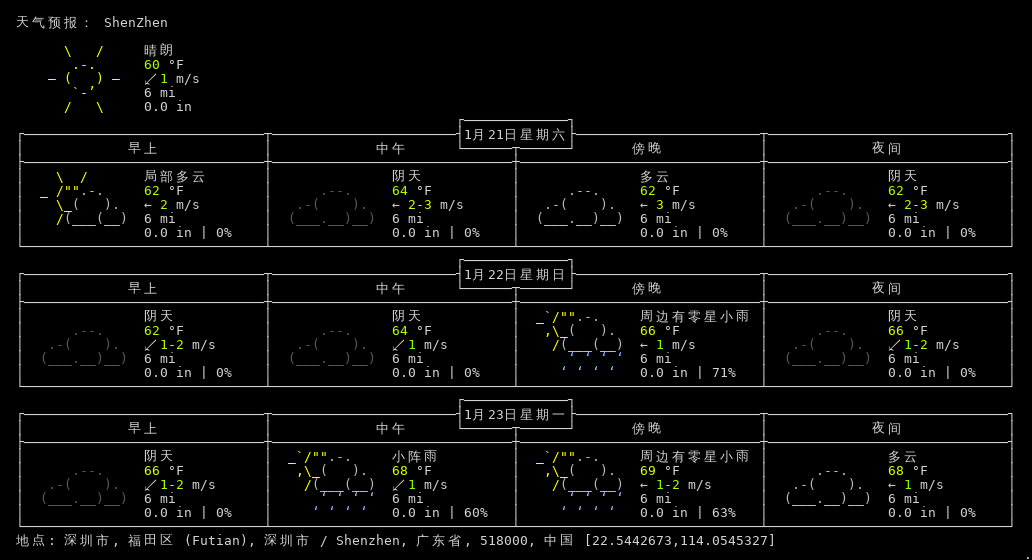 天气预报： ShenZhen
晴朗
60 °F
↙1 m/s
6 mi
0.0 in
1月21日星期六
早上 中午 傍晚 夜间
局部多云 阴天 多云 阴天
62 °F 64 °F 62 °F 62 °F
← 2 m/s ← 2-3 m/s ← 3 m/s ← 2-3 m/s
6 mi 6 mi 6 mi 6 mi
0.0 in | 0% 0.0 in | 0% 0.0 in | 0% 0.0 in | 0%
1月22日星期日
早上 中午 傍晚 夜间
阴天 阴天 周边有零星小雨 阴天
62 °F 64 °F 66 °F 66 °F
↙1-2 m/s ↙1 m/s ← 1 m/s ↙1-2 m/s
6 mi 6 mi 6 mi 6 mi
0.0 in | 0% 0.0 in | 0% 0.0 in | 71% 0.0 in | 0%
1月23日星期一
早上 中午 傍晚 夜间
阴天 小阵雨 周边有零星小雨 多云
66 °F 68 °F 69 °F 68 °F
↙1-2 m/s ↙1 m/s ← 1-2 m/s ← 1 m/s
6 mi 6 mi 6 mi 6 mi
0.0 in | 0% 0.0 in | 60% 0.0 in | 63% 0.0 in | 0%
地点: 深圳市, 福田区 (Futian), 深圳市 / Shenzhen, 广东省, 518000, 中国 [22.5442673,114.0545327]